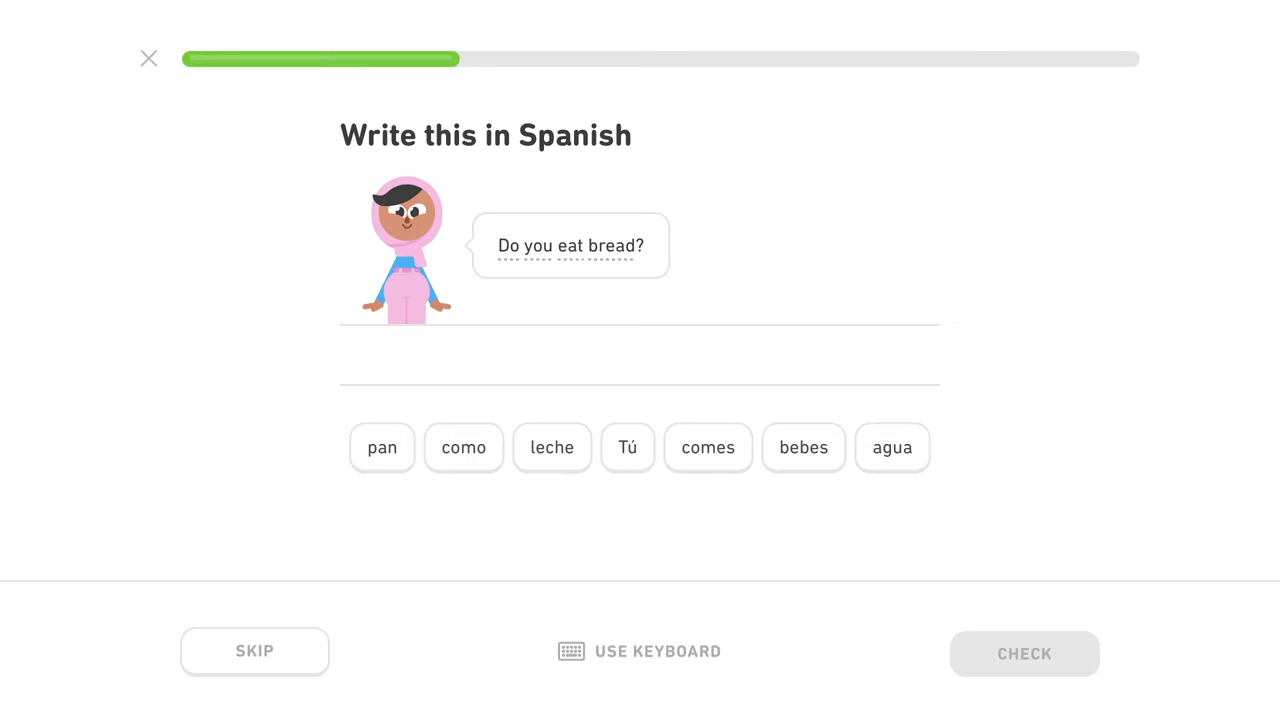 Write this in Spanish
Do you eat bread?
pan como leche Tú comes bebes agua
SKIP USE KEYBOARD CHECK